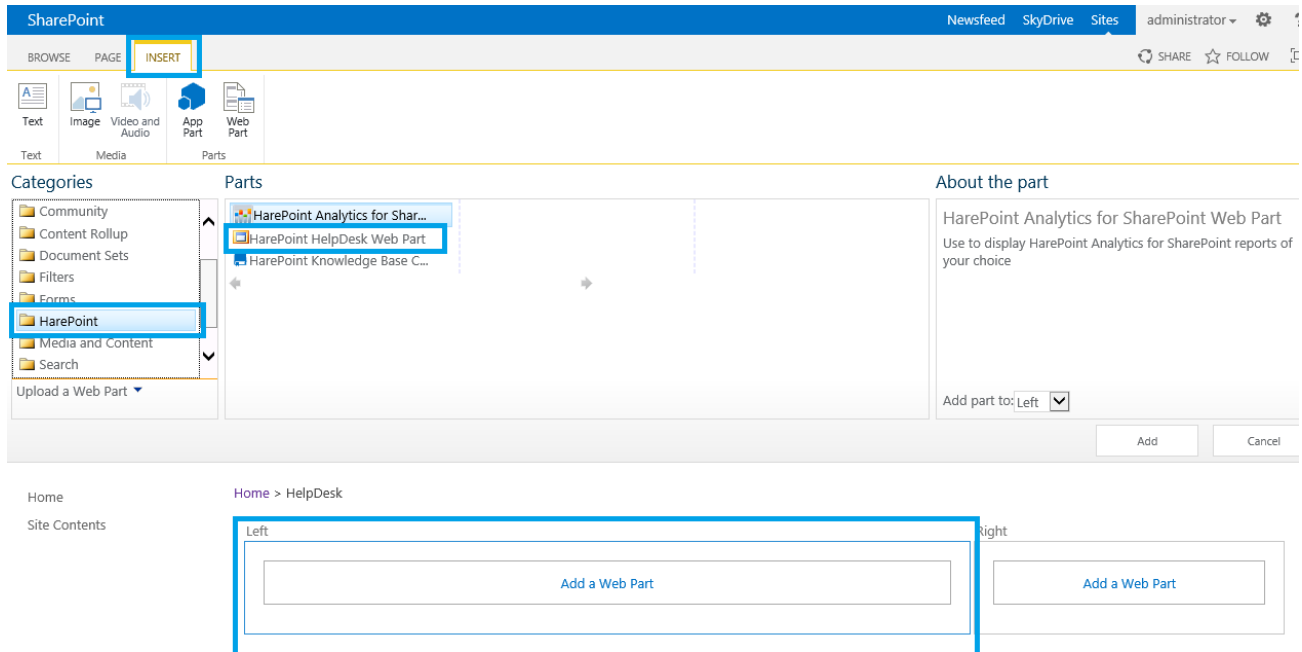 SharePoint Newsfeed SkyDrive Sites administrator ?
BROWSE PAGE INSERT SHARE FOLLOW
Text Image Video and Audio App Part Web Part
Text Media Parts
Categories Parts About the part
Community
Content Rollup
Document Sets
Filters
Forms
HarePoint
Media and Content
Search
Upload a Web Part
HarePoint Analytics for Shar...
HarePoint HelpDesk Web Part
HarePoint Knowledge Base C...
HarePoint Analytics for SharePoint Web Part
Use to display HarePoint Analytics for SharePoint reports of
your choice
Add part to: Left
Add Cancel
Home
Site Contents
Home > HelpDesk
Left Right
Add a Web Part Add a Web Part